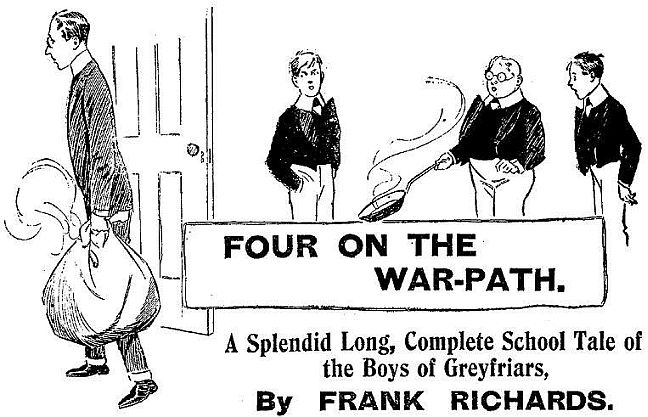 FOUR ON THE
WAR-PATH.
A Splendid Long, Complete School Tale of
the Boys of Greyfriars,
By FRANK RICHARDS.